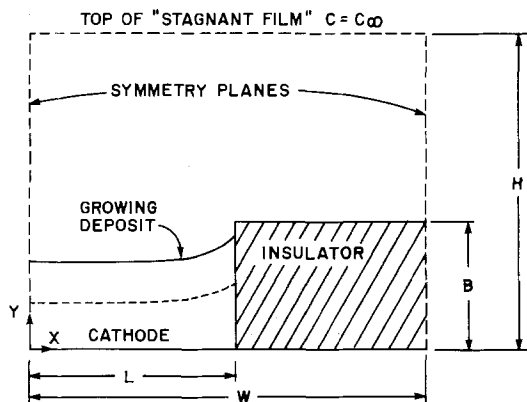 TOP OF "STAGNANT FILM" C = C∞
SYMMETRY PLANES
H
GROWING
DEPOSIT
INSULATOR
B
Y
X
CATHODE
L
W